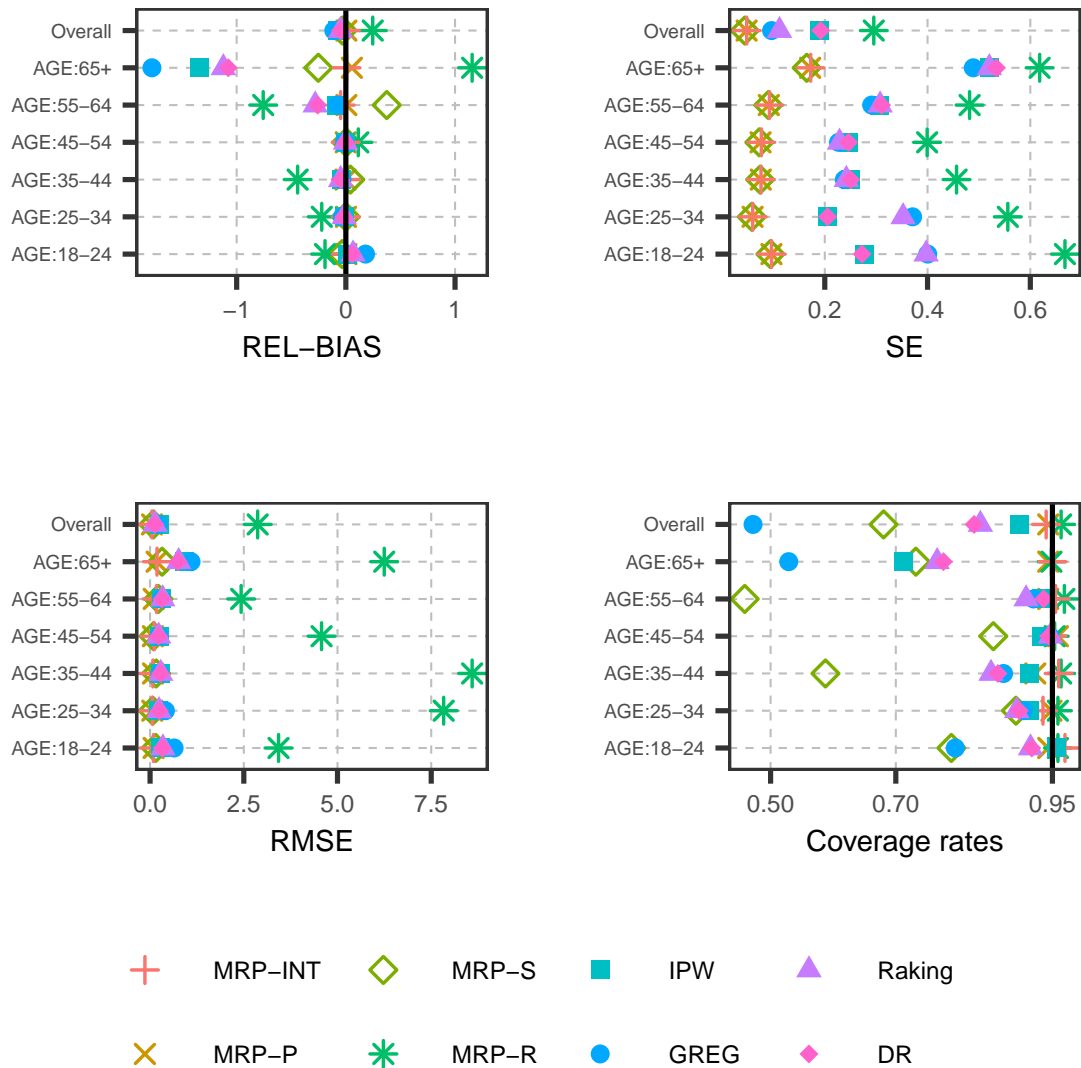 Overall
AGE:65+
AGE:55−64
AGE:45−54
AGE:35−44
AGE:25−34
AGE:18−24
−1 0 1
REL−BIAS
Overall
AGE:65+
AGE:55−64
AGE:45−54
AGE:35−44
AGE:25−34
AGE:18−24
0.2 0.4 0.6
SE
Overall
AGE:65+
AGE:55−64
AGE:45−54
AGE:35−44
AGE:25−34
AGE:18−24
0.0 2.5 5.0 7.5
RMSE
Overall
AGE:65+
AGE:55−64
AGE:45−54
AGE:35−44
AGE:25−34
AGE:18−24
0.50 0.70 0.95
Coverage rates
MRP−INT MRP−S IPW Raking
MRP−P MRP−R GREG DR